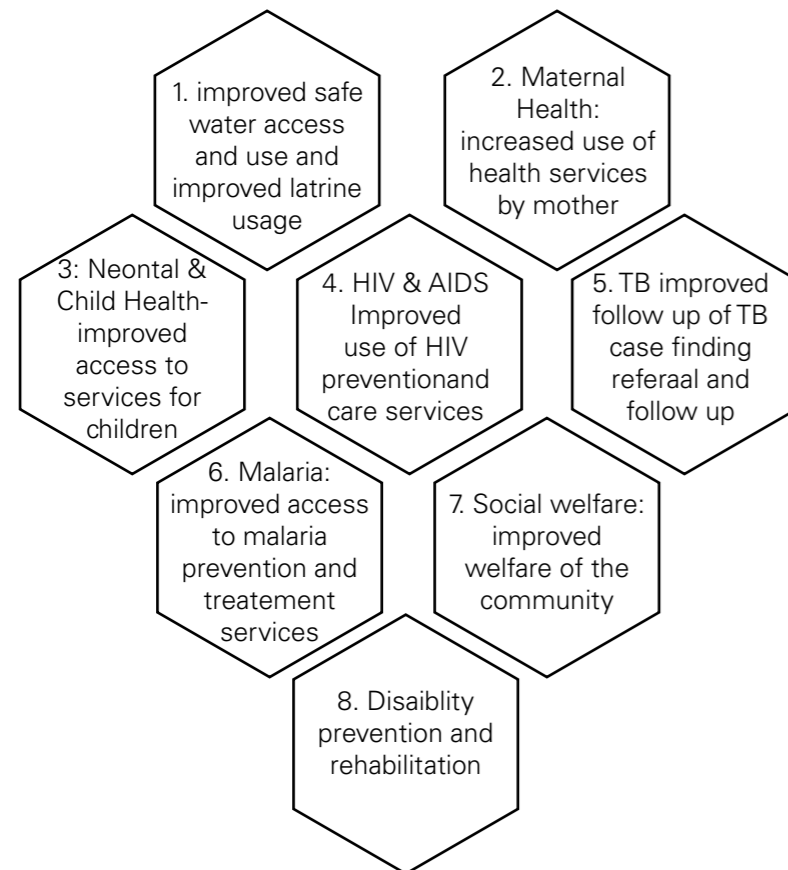 1. improved safe
water access
and use and
improved latrine
usage
2. Maternal
Health:
increased use of
health services
by mother
3: Neontal &
Child Health-
improved
access to
services for
children
4. HIV & AIDS
Improved
use of HIV
preventionand
care services
5. TB improved
follow up of TB
case finding
referaal and
follow up
6. Malaria:
improved access
to malaria
prevention and
treatement
services
7. Social welfare:
improved
welfare of the
community
8. Disaiblity
prevention and
rehabilitation